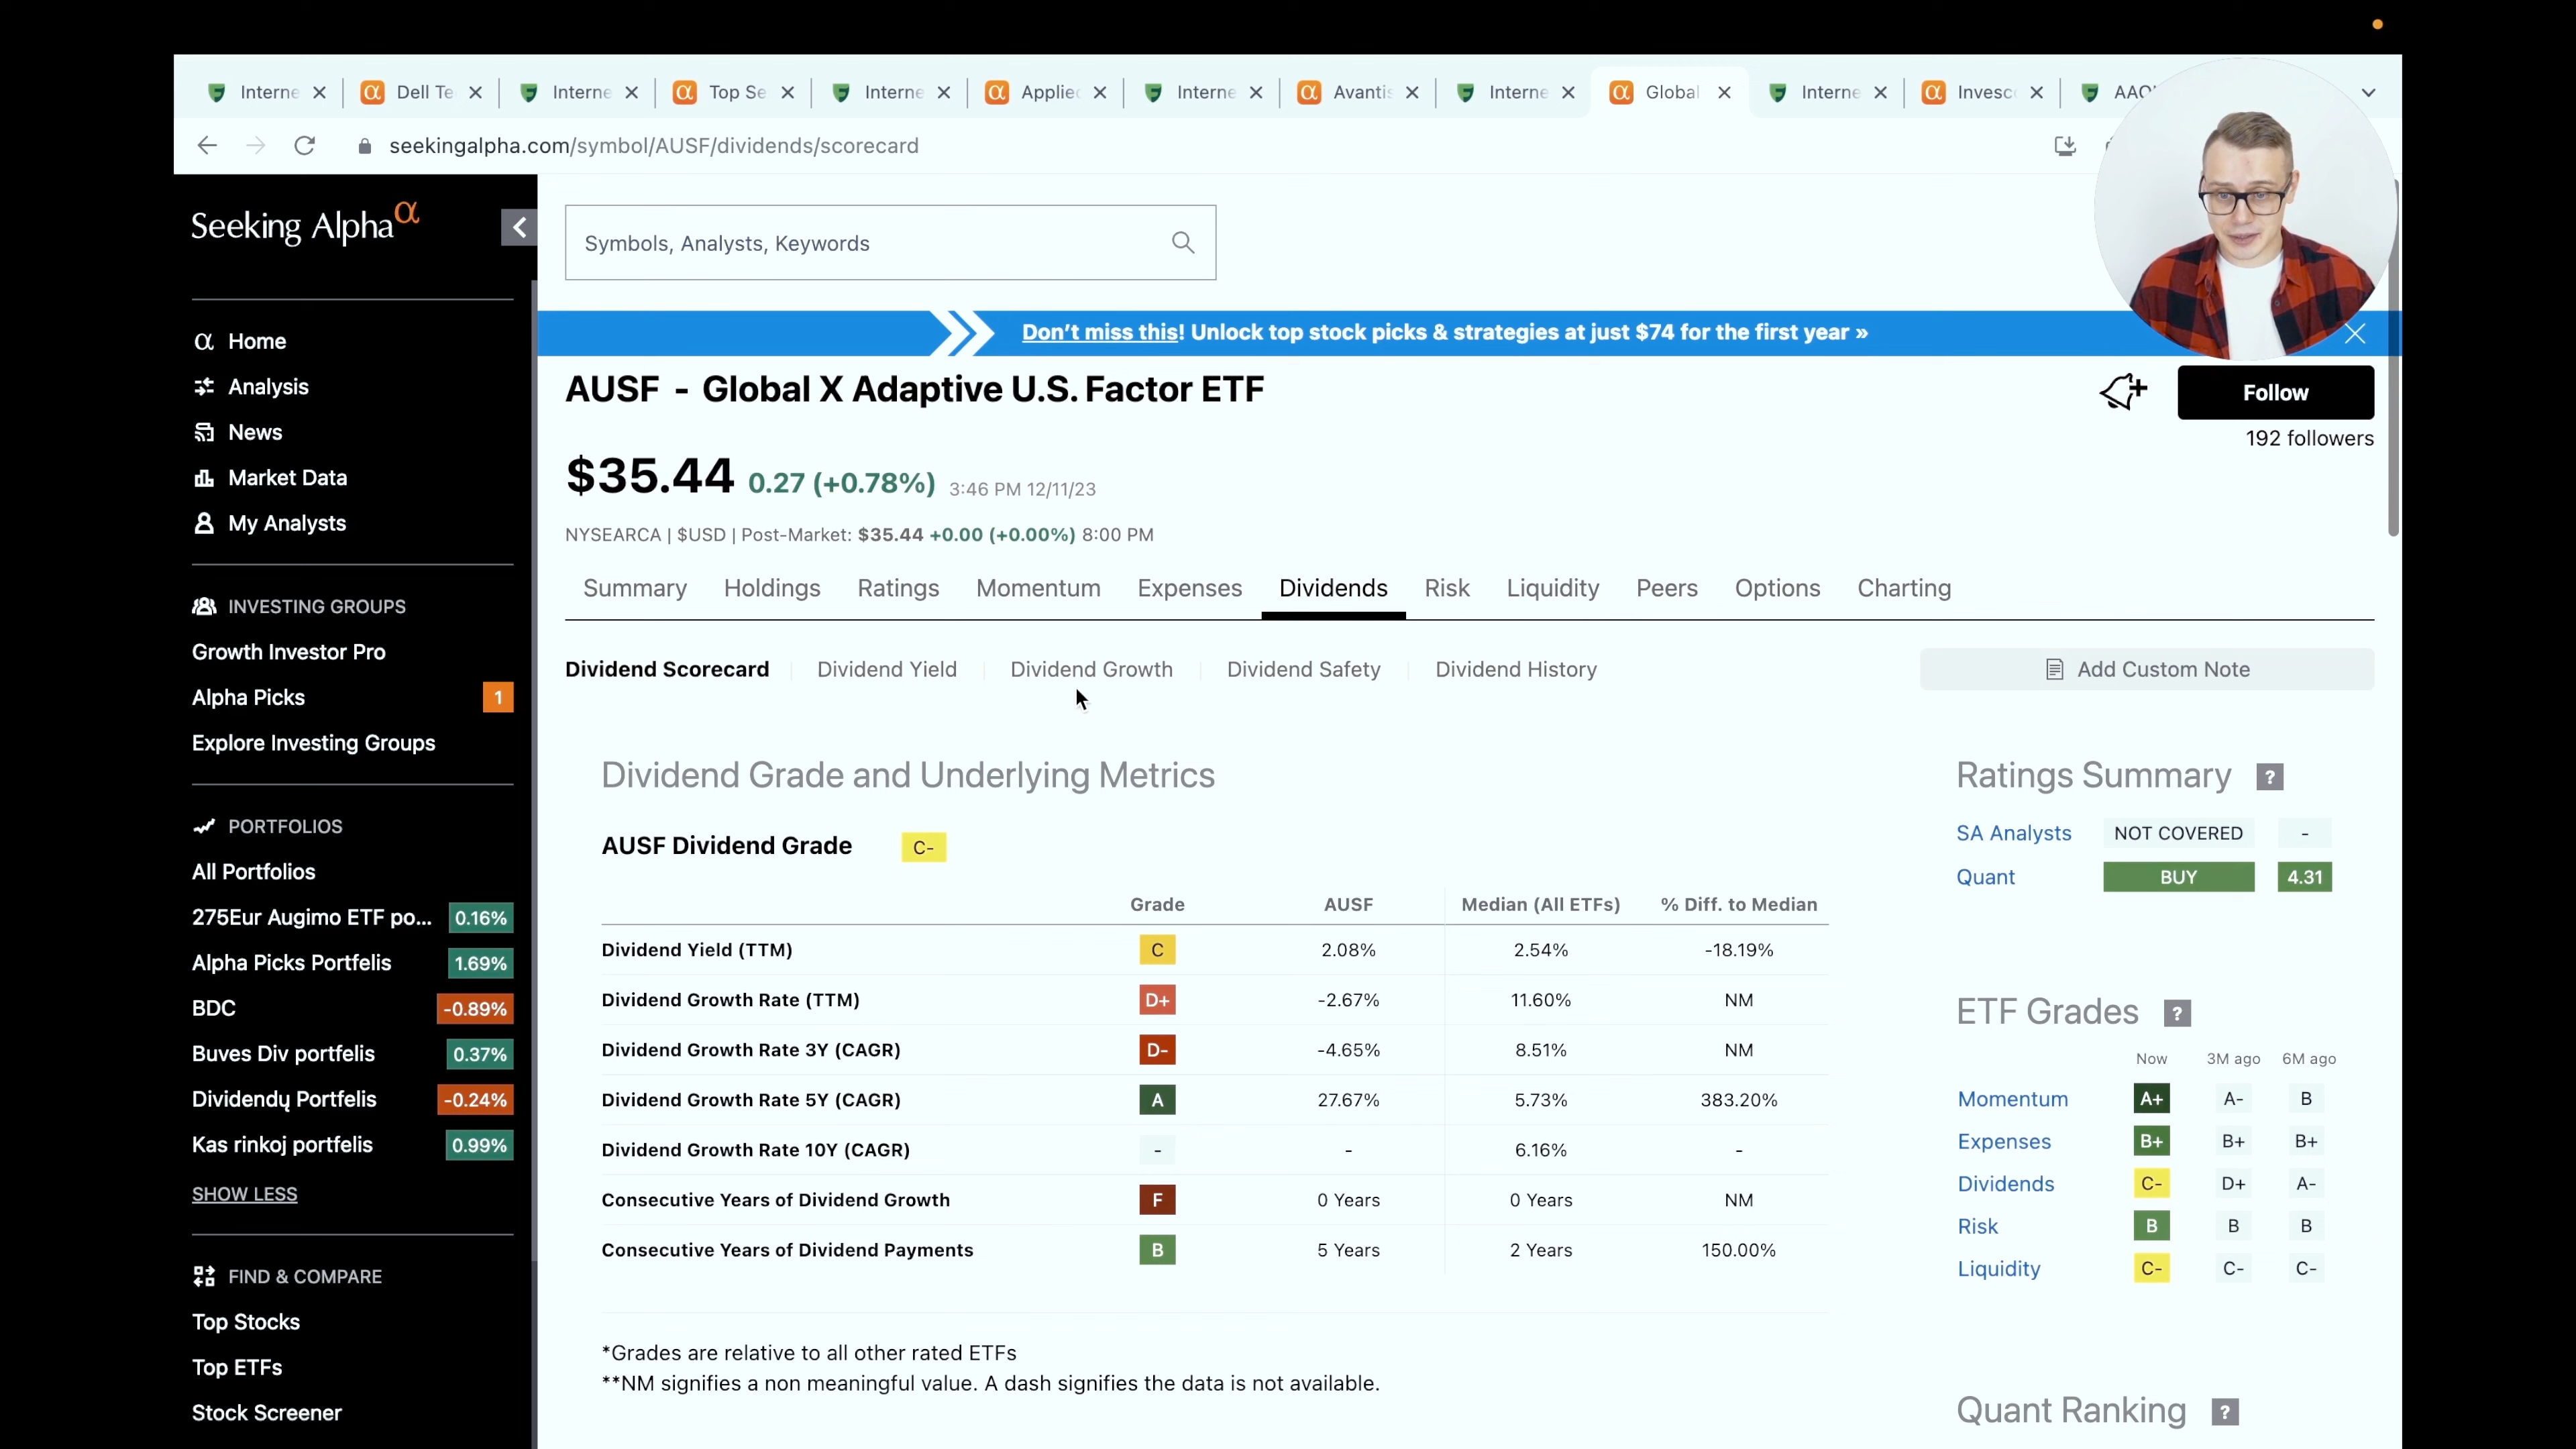 Interne
Dell Te
Interne
Top Se
Interne
Applied
Interne
Avantis
Interne
Global
Interne
Invesc
seekingalpha.com/symbol/AUSF/dividends/scorecard
Seeking Alphaα
Symbols, Analysts, Keywords
Don't miss this! Unlock top stock picks & strategies at just $74 for the first year »
Home
Analysis
News
Market Data
My Analysts
INVESTING GROUPS
Growth Investor Pro
Alpha Picks 1
Explore Investing Groups
PORTFOLIOS
All Portfolios
275Eur Augimo ETF po... 0.16%
Alpha Picks Portfelis 1.69%
BDC -0.89%
Buves Div portfelis 0.37%
Dividendų Portfelis -0.24%
Kas rinkoj portfelis 0.99%
SHOW LESS
FIND & COMPARE
Top Stocks
Top ETFs
Stock Screener
AUSF - Global X Adaptive U.S. Factor ETF
Follow
192 followers
$35.44 0.27 (+0.78%) 3:46 PM 12/11/23
NYSEARCA | $USD | Post-Market: $35.44 +0.00 (+0.00%) 8:00 PM
Summary Holdings Ratings Momentum Expenses Dividends Risk Liquidity Peers Options Charting
Dividend Scorecard Dividend Yield Dividend Growth Dividend Safety Dividend History
Add Custom Note
Dividend Grade and Underlying Metrics
AUSF Dividend Grade C-
Grade AUSF Median (All ETFs) % Diff. to Median
Dividend Yield (TTM) C 2.08% 2.54% -18.19%
Dividend Growth Rate (TTM) D+ -2.67% 11.60% NM
Dividend Growth Rate 3Y (CAGR) D- -4.65% 8.51% NM
Dividend Growth Rate 5Y (CAGR) A 27.67% 5.73% 383.20%
Dividend Growth Rate 10Y (CAGR) - - 6.16% -
Consecutive Years of Dividend Growth F 0 Years 0 Years NM
Consecutive Years of Dividend Payments B 5 Years 2 Years 150.00%
*Grades are relative to all other rated ETFs
**NM signifies a non meaningful value. A dash signifies the data is not available.
Ratings Summary ?
SA Analysts NOT COVERED -
Quant BUY 4.31
ETF Grades ?
Now 3M ago 6M ago
Momentum A+ A- B
Expenses B+ B+ B+
Dividends C- D+ A-
Risk B B B
Liquidity C- C- C-
Quant Ranking ?